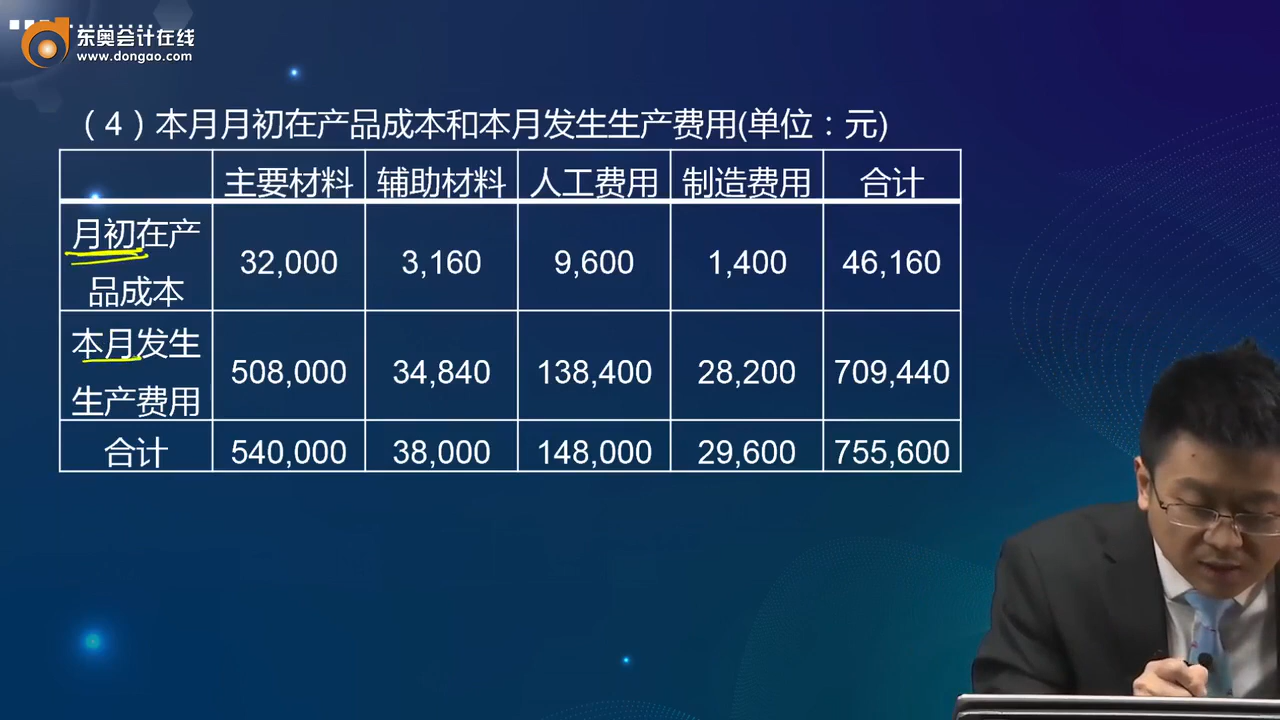 东奥会计在线
www.dongao.com
（4）本月月初在产品成本和本月发生生产费用(单位：元)
主要材料 辅助材料 人工费用 制造费用 合计
月初在产品成本 32,000 3,160 9,600 1,400 46,160
本月发生生产费用 508,000 34,840 138,400 28,200 709,440
合计 540,000 38,000 148,000 29,600 755,600